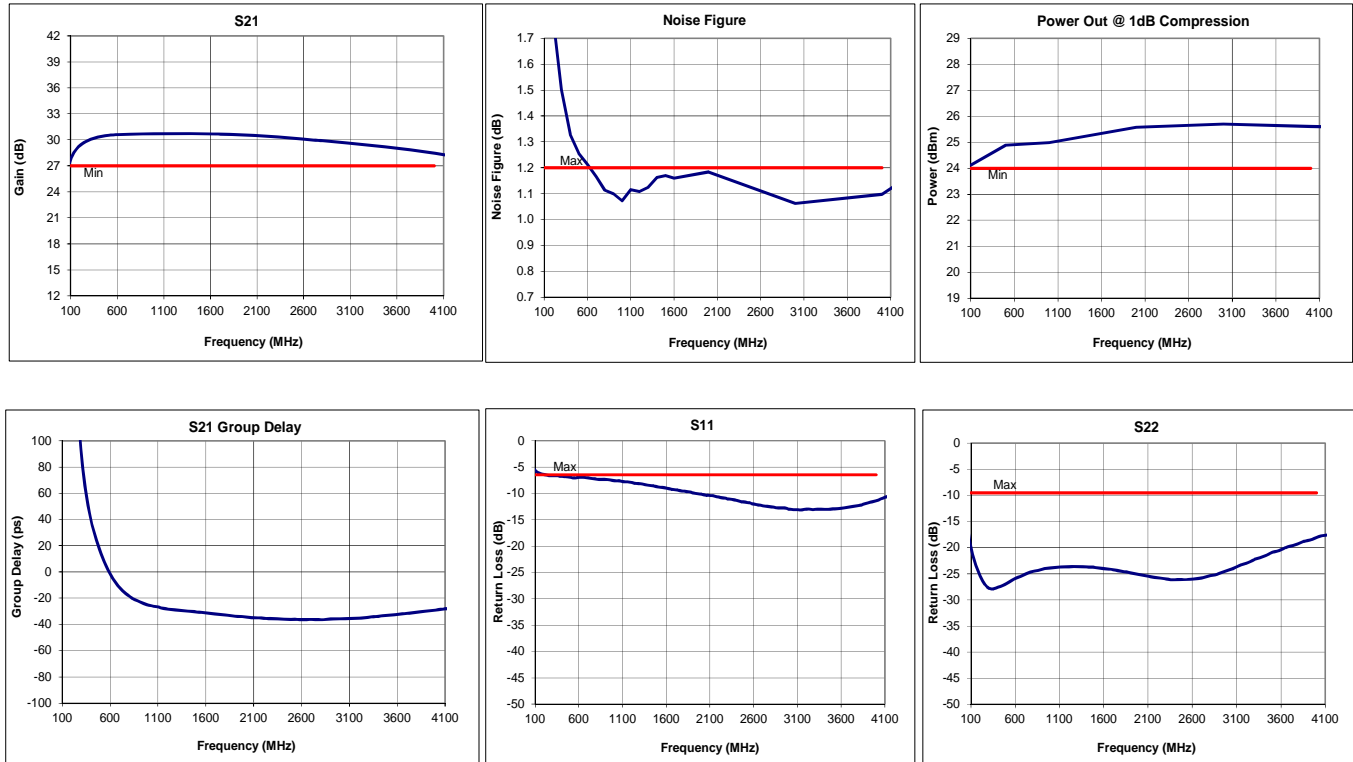 S21
Gain (dB)
42
39
36
33
30
27
24
21
18
15
12
Min
100 600 1100 1600 2100 2600 3100 3600 4100
Frequency (MHz)
Noise Figure
Noise Figure (dB)
1.7
1.6
1.5
1.4
1.3
1.2
1.1
1.0
0.9
0.8
0.7
Max
100 600 1100 1600 2100 2600 3100 3600 4100
Frequency (MHz)
Power Out @ 1dB Compression
Power (dBm)
29
28
27
26
25
24
23
22
21
20
19
Min
100 600 1100 1600 2100 2600 3100 3600 4100
Frequency (MHz)
S21 Group Delay
Group Delay (ps)
100
80
60
40
20
0
-20
-40
-60
-80
-100
100 600 1100 1600 2100 2600 3100 3600 4100
Frequency (MHz)
S11
Return Loss (dB)
0
-5
-10
-15
-20
-25
-30
-35
-40
-45
-50
Max
100 600 1100 1600 2100 2600 3100 3600 4100
Frequency (MHz)
S22
Return Loss (dB)
0
-5
-10
-15
-20
-25
-30
-35
-40
-45
-50
Max
100 600 1100 1600 2100 2600 3100 3600 4100
Frequency (MHz)